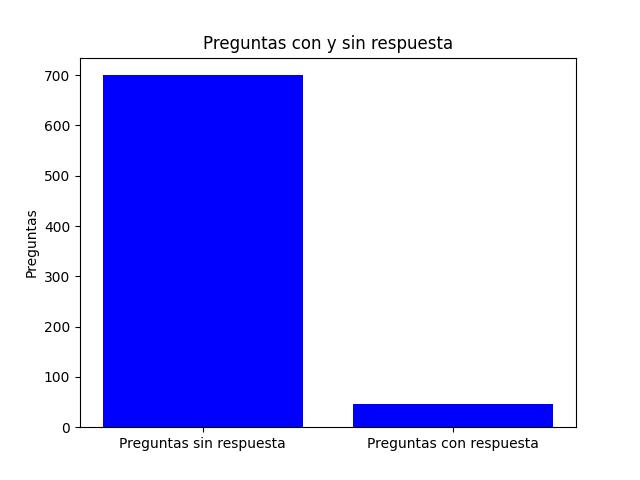 Preguntas con y sin respuesta
Preguntas
700
600
500
400
300
200
100
0
Preguntas sin respuesta
Preguntas con respuesta